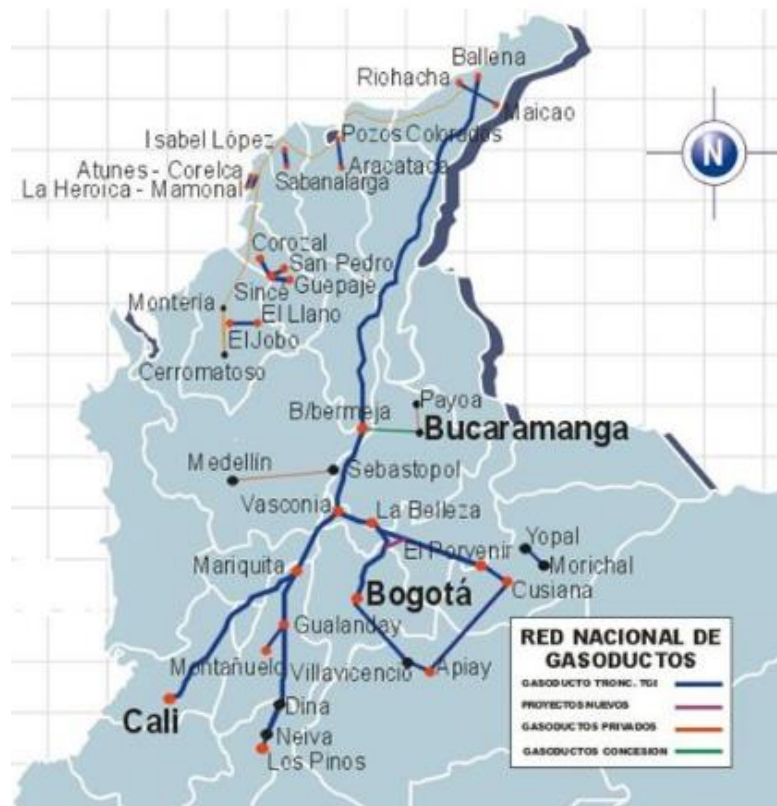 Ballena
Riohacha
Maicao
N
Isabel López
Pozos Colorados
Atunes - Corelca
Sabanalarga
Aracataca
La Heroica - Mamonal
Corozal
San Pedro
Since
Guepaje
Montería
El Llano
El Jobo
Cerromatoso
Payoa
B/bermeja
Bucaramanga
Medellín
Sebastopol
Vasconia
La Belleza
El Porvenir
Yopal
Morichal
Mariquita
Bogotá
Cusiana
Gualanday
Montañuelo
Villavicencio
Apiay
Cali
Dina
Neiva
Los Pinos
RED NACIONAL DE
GASODUCTOS
GASODUCTO TRONC. TGI
PROYECTOS NUEVOS
GASODUCTOS PRIVADOS
GASODUCTOS CONCESION